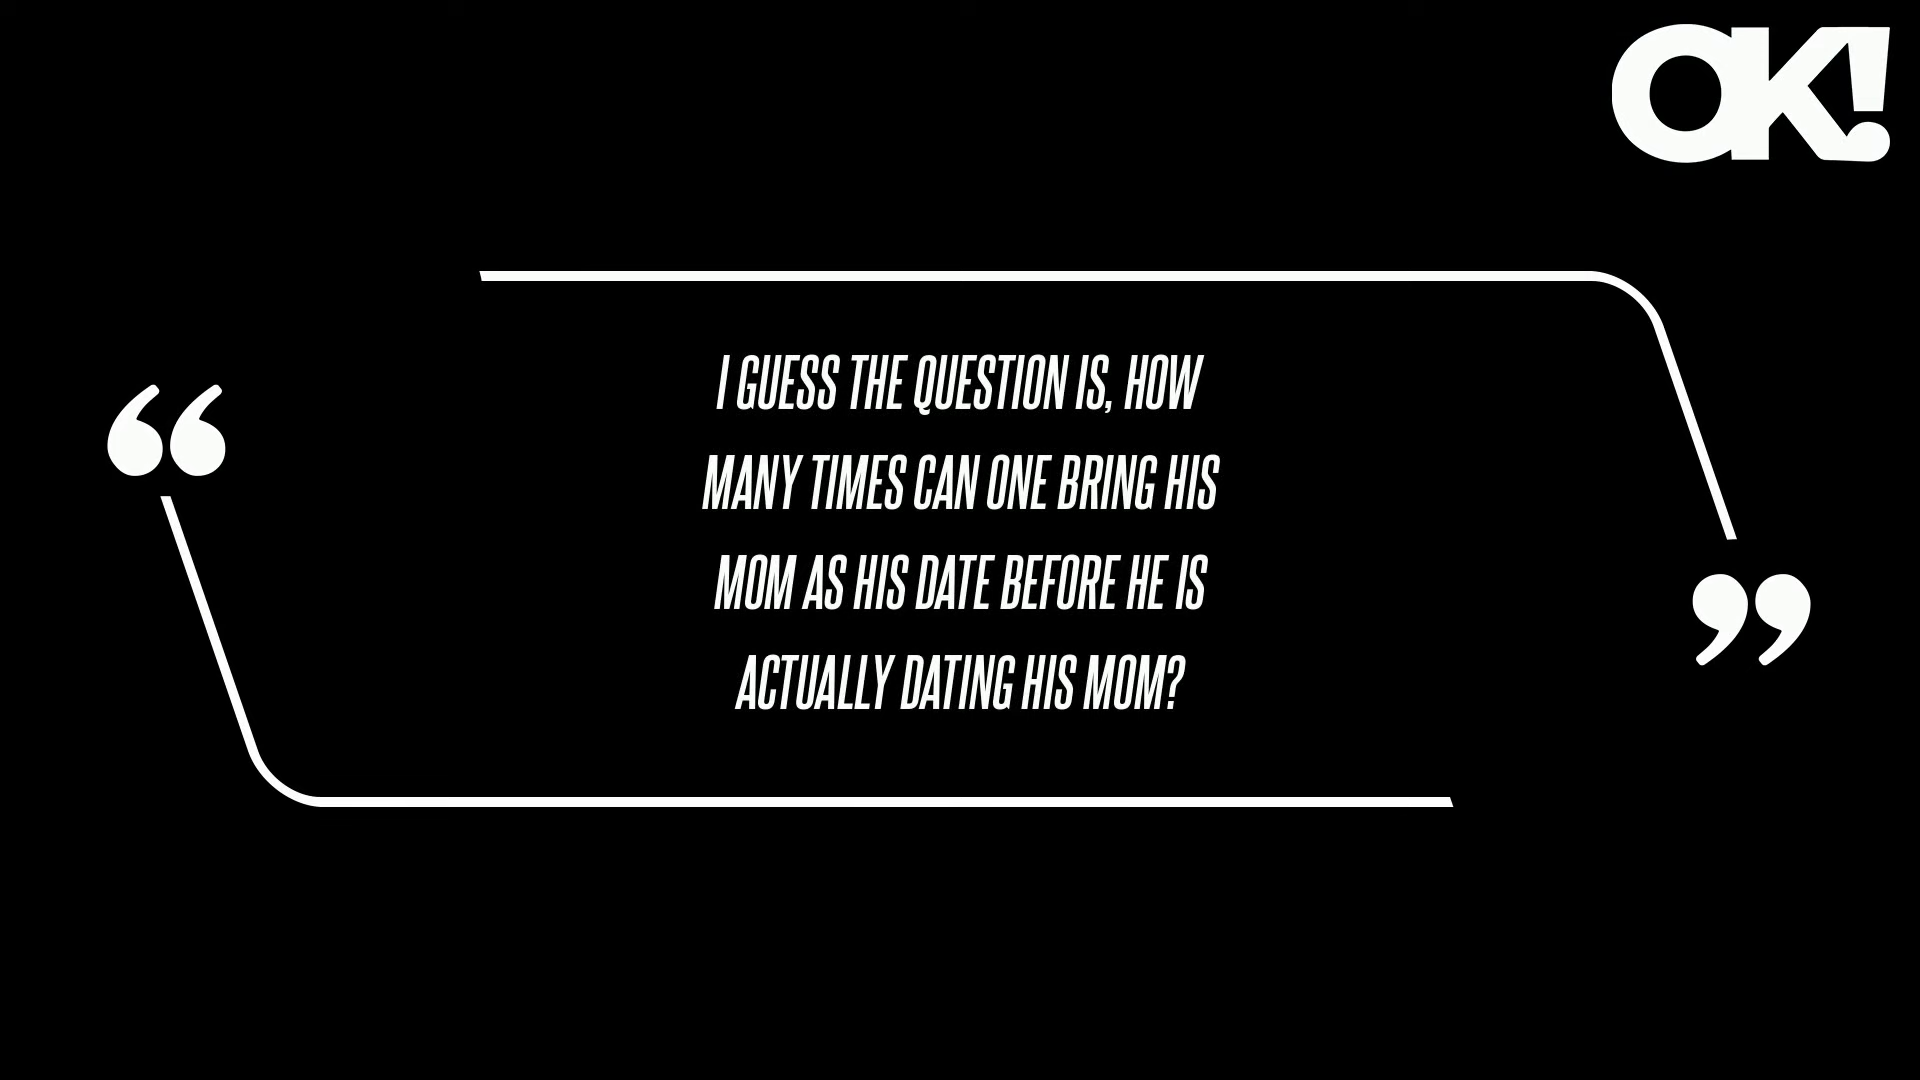 OK!
I GUESS THE QUESTION IS, HOW
MANY TIMES CAN ONE BRING HIS
MOM AS HIS DATE BEFORE HE IS
ACTUALLY DATING HIS MOM?